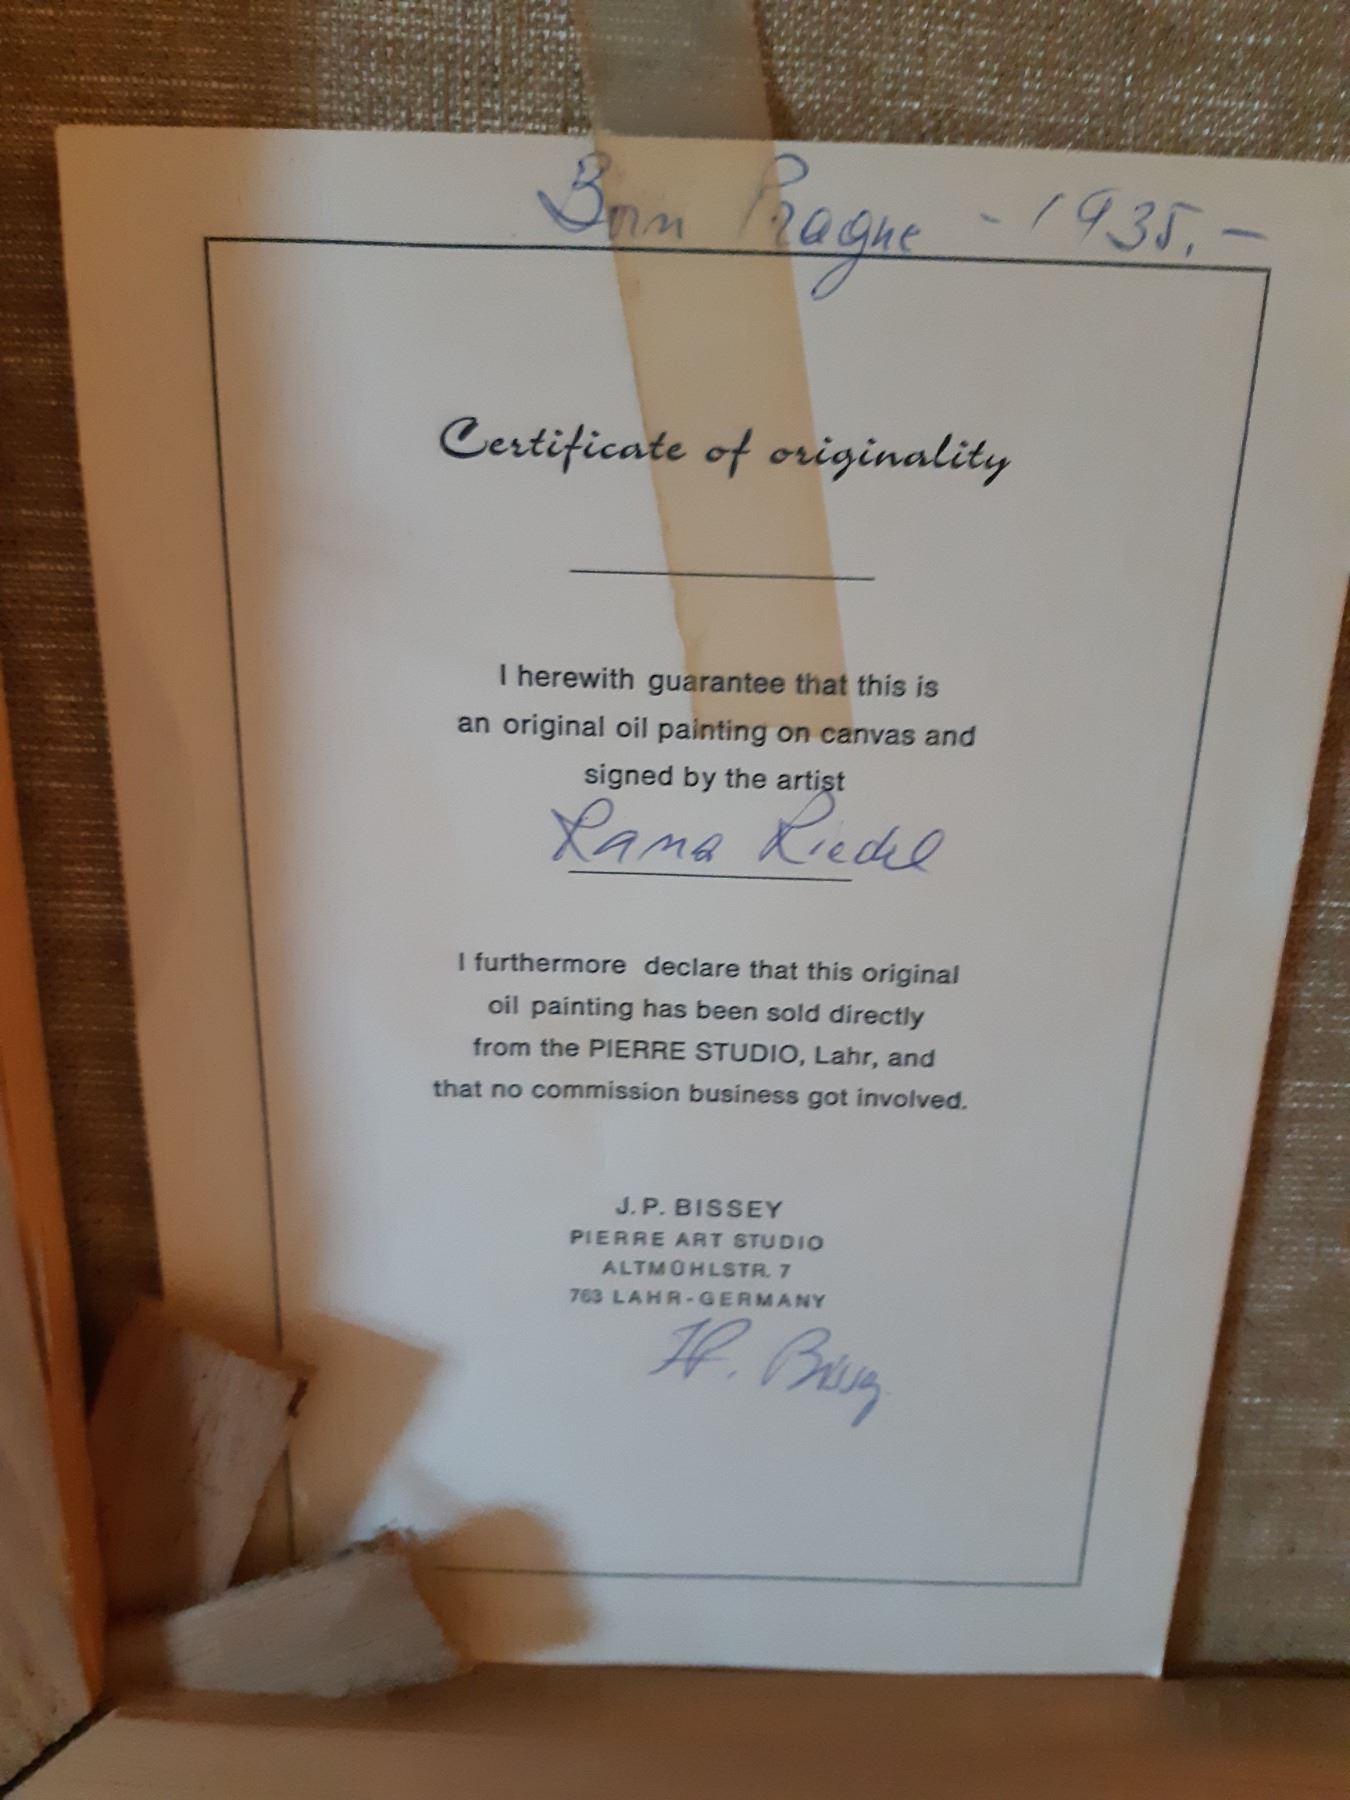 Born Prague - 1935. -
Certificate of originality
I herewith guarantee that this is
an original oil painting on canvas and
signed by the artist
Rama Riedel
I furthermore declare that this original
oil painting has been sold directly
from the PIERRE STUDIO, Lahr, and
that no commission business got involved.
J. P. BISSEY
PIERRE ART STUDIO
ALTMÜHLSTR. 7
763 LAHR-GERMANY
J.P. Bissey